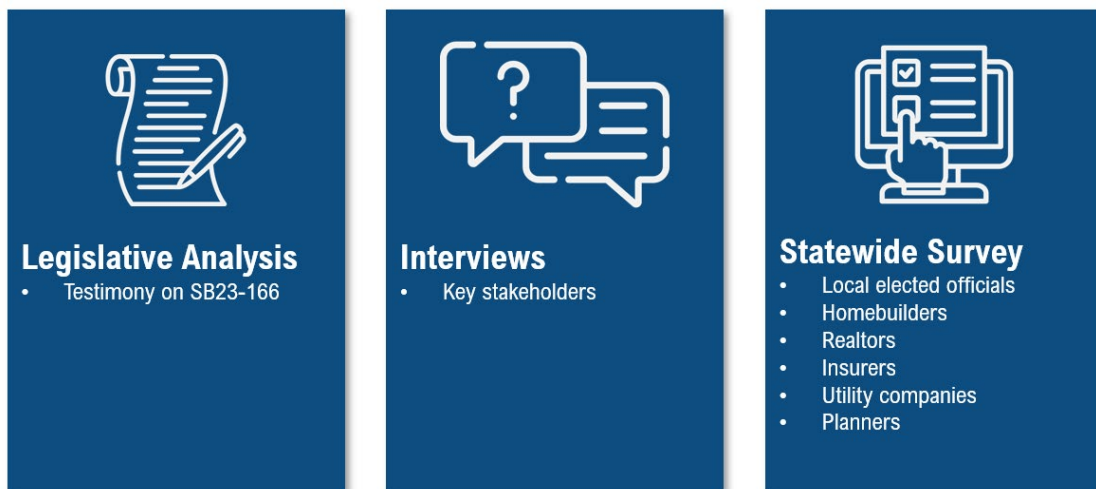 ?
Legislative Analysis
• Testimony on SB23-166
Interviews
• Key stakeholders
Statewide Survey
• Local elected officials
• Homebuilders
• Realtors
• Insurers
• Utility companies
• Planners